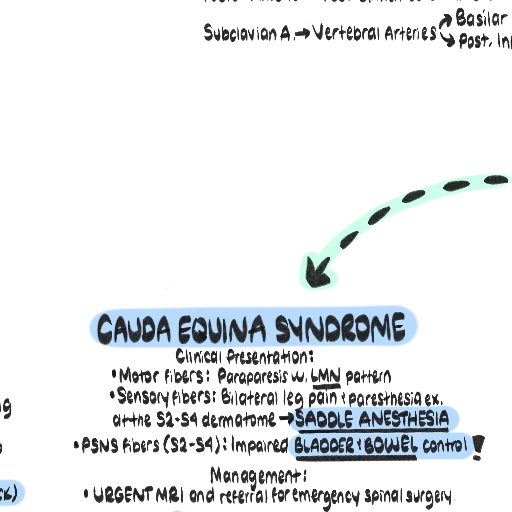 Subclavian A. → Vertebral Arteries
Basilar
Post. In
CAUDA EQUINA SYNDROME
Clinical Presentation:
• Motor fibers: Paraparesis w. LMN pattern
• Sensory fibers: Bilateral leg pain + paresthesia ex.
at the S2-S4 dermatome → SADDLE ANESTHESIA
• PSNS fibers (S2-S4): Impaired BLADDER + BOWEL control !
Management:
• URGENT MRI and referral for emergency spinal surgery